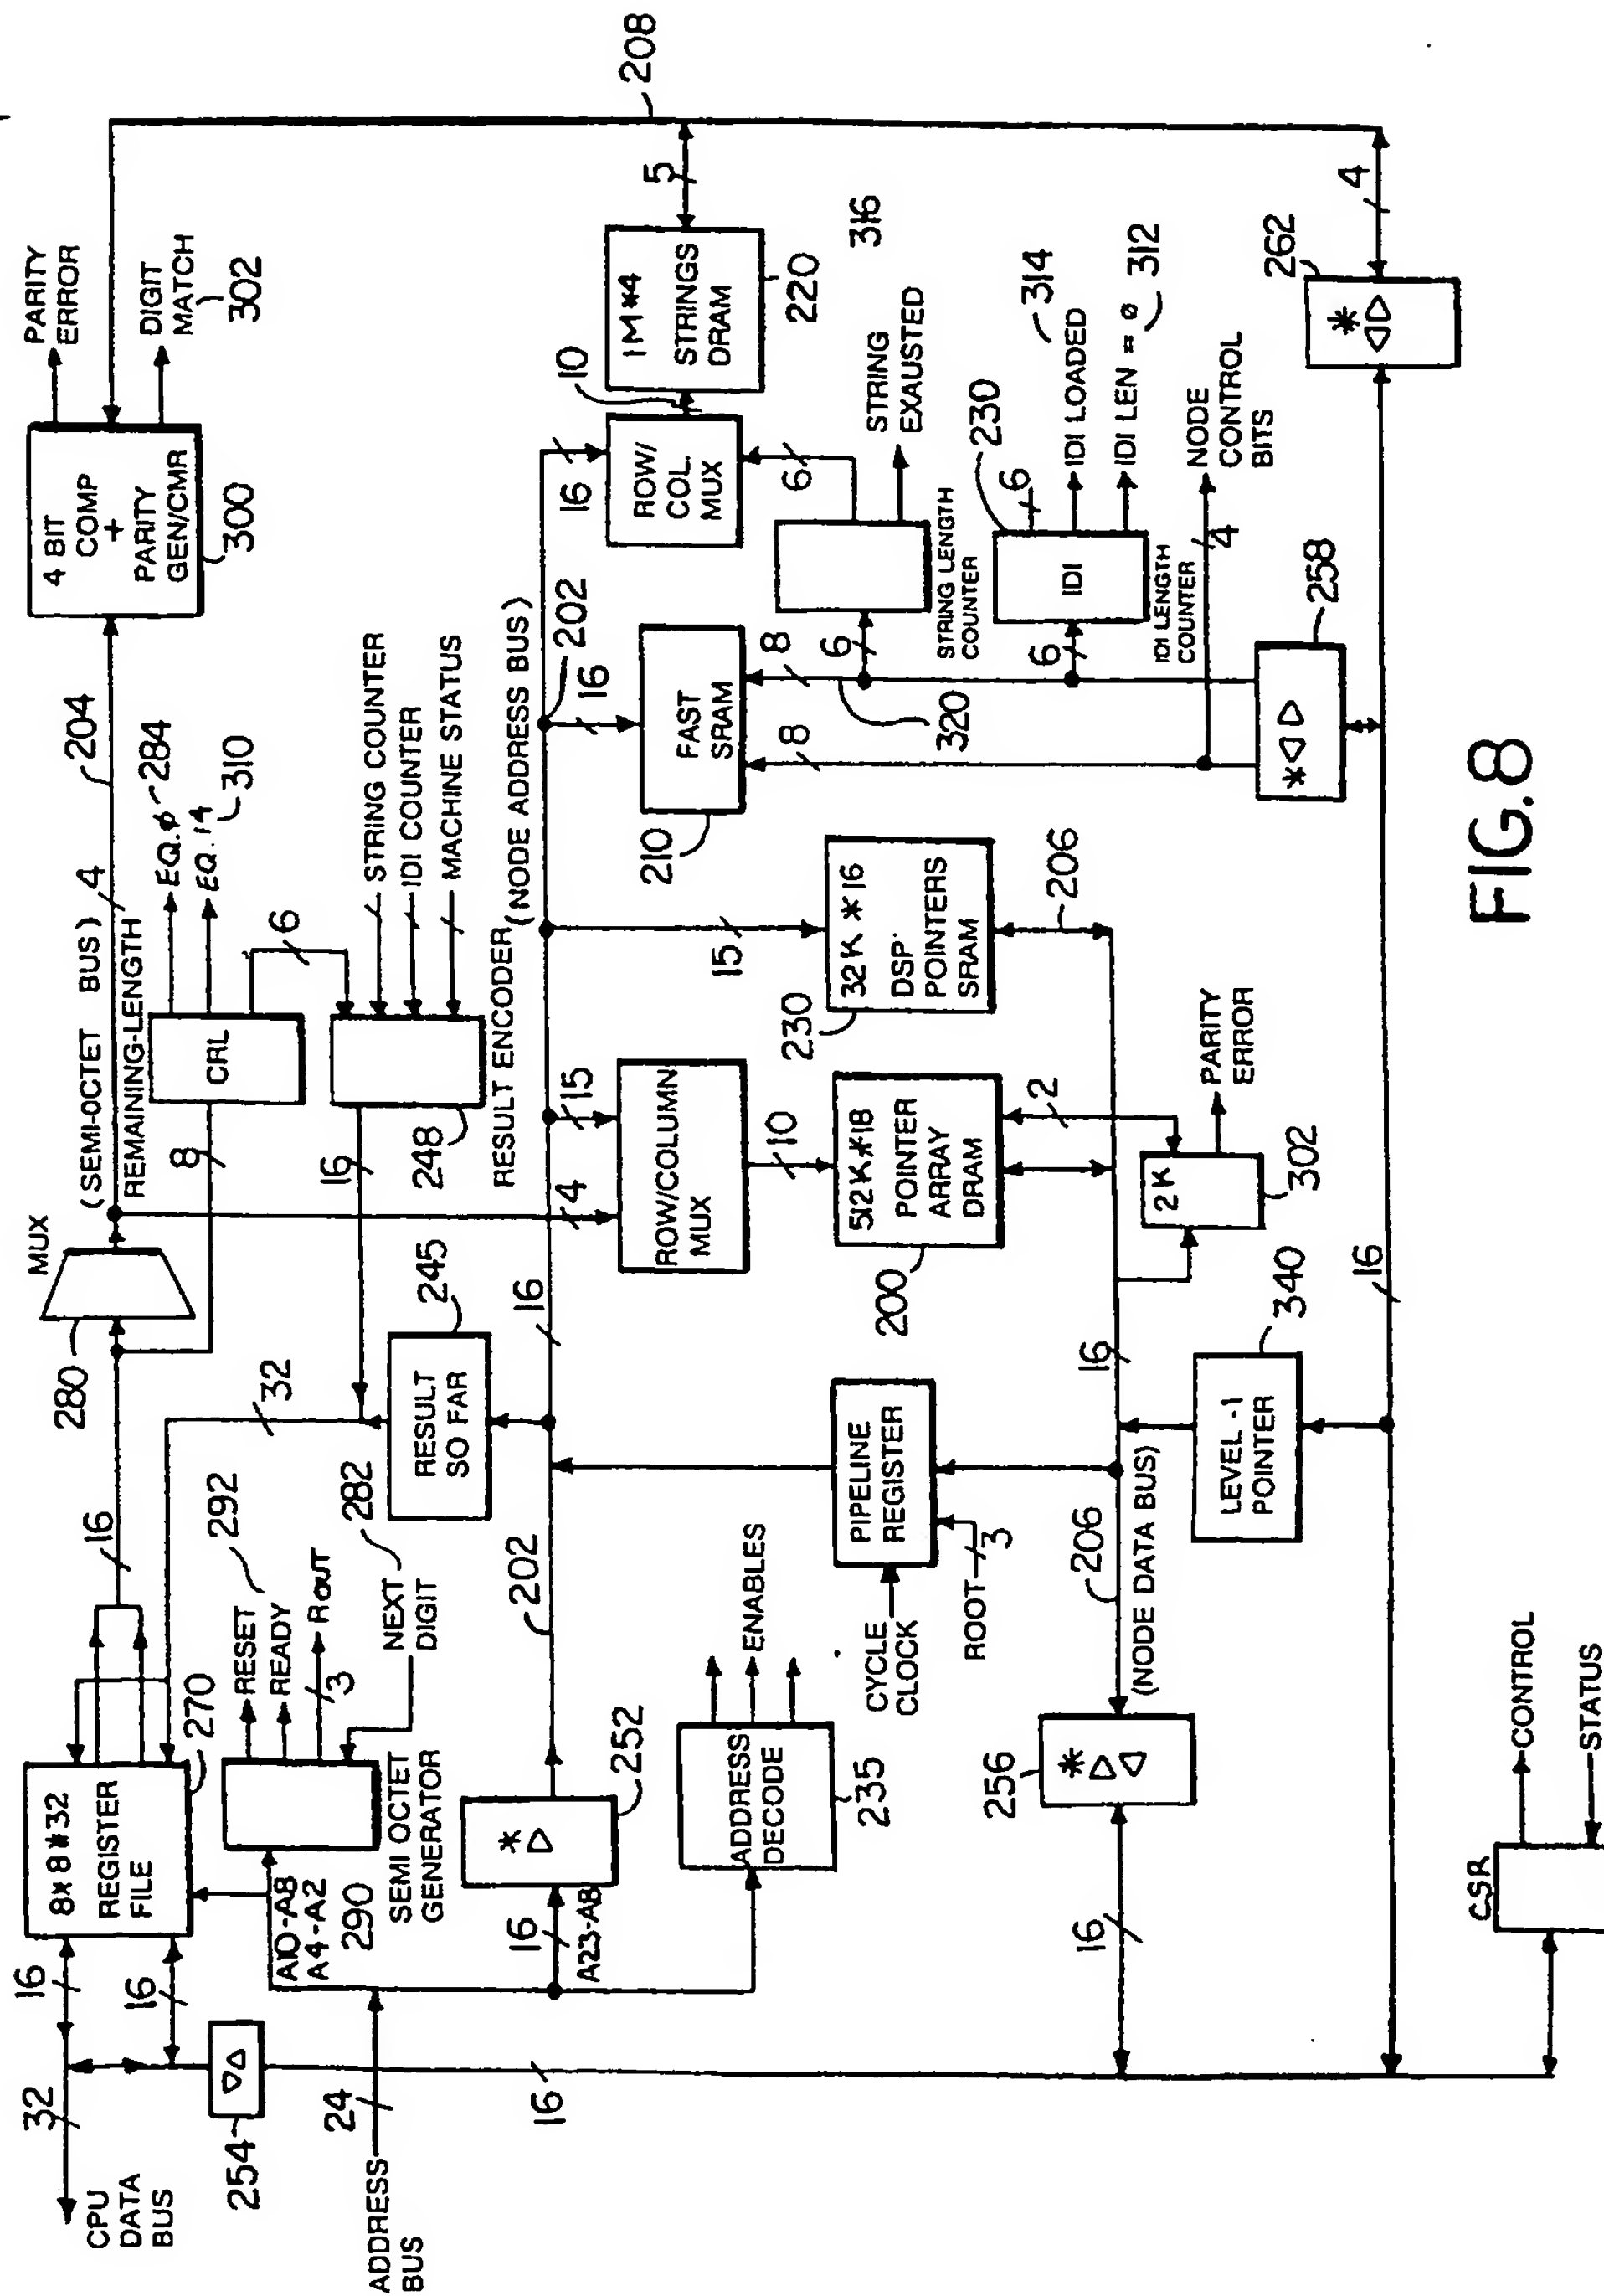 CPU
DATA
BUS
32
16
16
254
ADDRESS
BUS
24
16
8*8*32
REGISTER
FILE
270
A10-A8
A4-A2
290
SEMI OCTET
GENERATOR
RESET
READY
ROUT
3
292
NEXT
DIGIT
282
16
MUX
280
(SEMI-OCTET BUS) 4
204
REMAINING-LENGTH
8
CRL
EQ. ø
284
EQ. 14
310
6
4 BIT
COMP
+
PARITY
GEN/CMR
300
PARITY
ERROR
DIGIT
MATCH
302
208
32
16
248
STRING COUNTER
IDI COUNTER
MACHINE STATUS
RESULT ENCODER
(NODE ADDRESS BUS)
RESULT
SO FAR
245
16
A23-A8
252
202
16
4
15
15
16
202
16
ADDRESS
DECODE
235
ENABLES
ROW/COLUMN
MUX
10
512K*18
POINTER
ARRAY
DRAM
200
32K*16
DSP
POINTERS
SRAM
230
206
FAST
SRAM
210
8
8
320
ROW/
COL.
MUX
10
1M*4
STRINGS
DRAM
220
5
6
6
STRING
EXAUSTED
316
STRING LENGTH
COUNTER
6
IDI
230
6
IDI LOADED
314
IDI LEN = ø
312
IDI LENGTH
COUNTER
NODE
CONTROL
BITS
4
CYCLE
CLOCK
PIPELINE
REGISTER
ROOT
3
206
(NODE DATA BUS)
16
256
16
LEVEL -1
POINTER
340
2
2K
302
PARITY
ERROR
16
258
262
4
CSR
CONTROL
STATUS
FIG.8